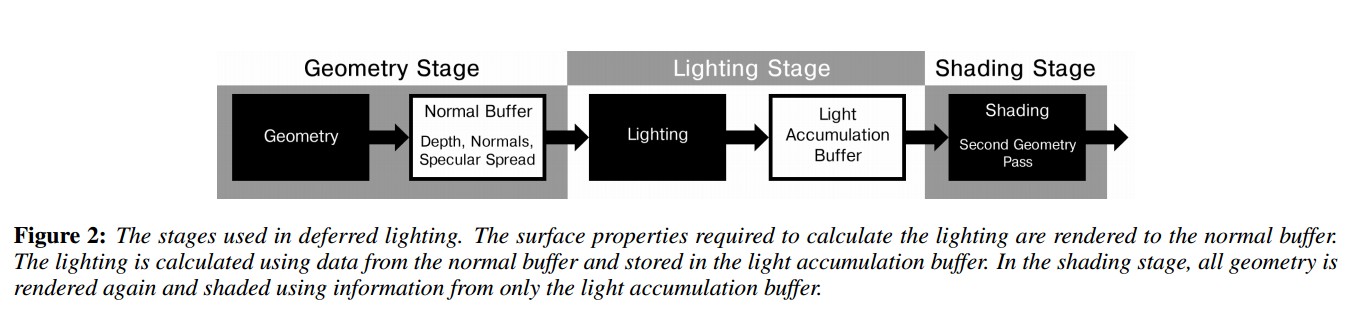 Geometry Stage
Lighting Stage
Shading Stage
Geometry
Normal Buffer
Depth, Normals,
Specular Spread
Lighting
Light
Accumulation
Buffer
Shading
Second Geometry
Pass
Figure 2: The stages used in deferred lighting. The surface properties required to calculate the lighting are rendered to the normal buffer.
The lighting is calculated using data from the normal buffer and stored in the light accumulation buffer. In the shading stage, all geometry is
rendered again and shaded using information from only the light accumulation buffer.